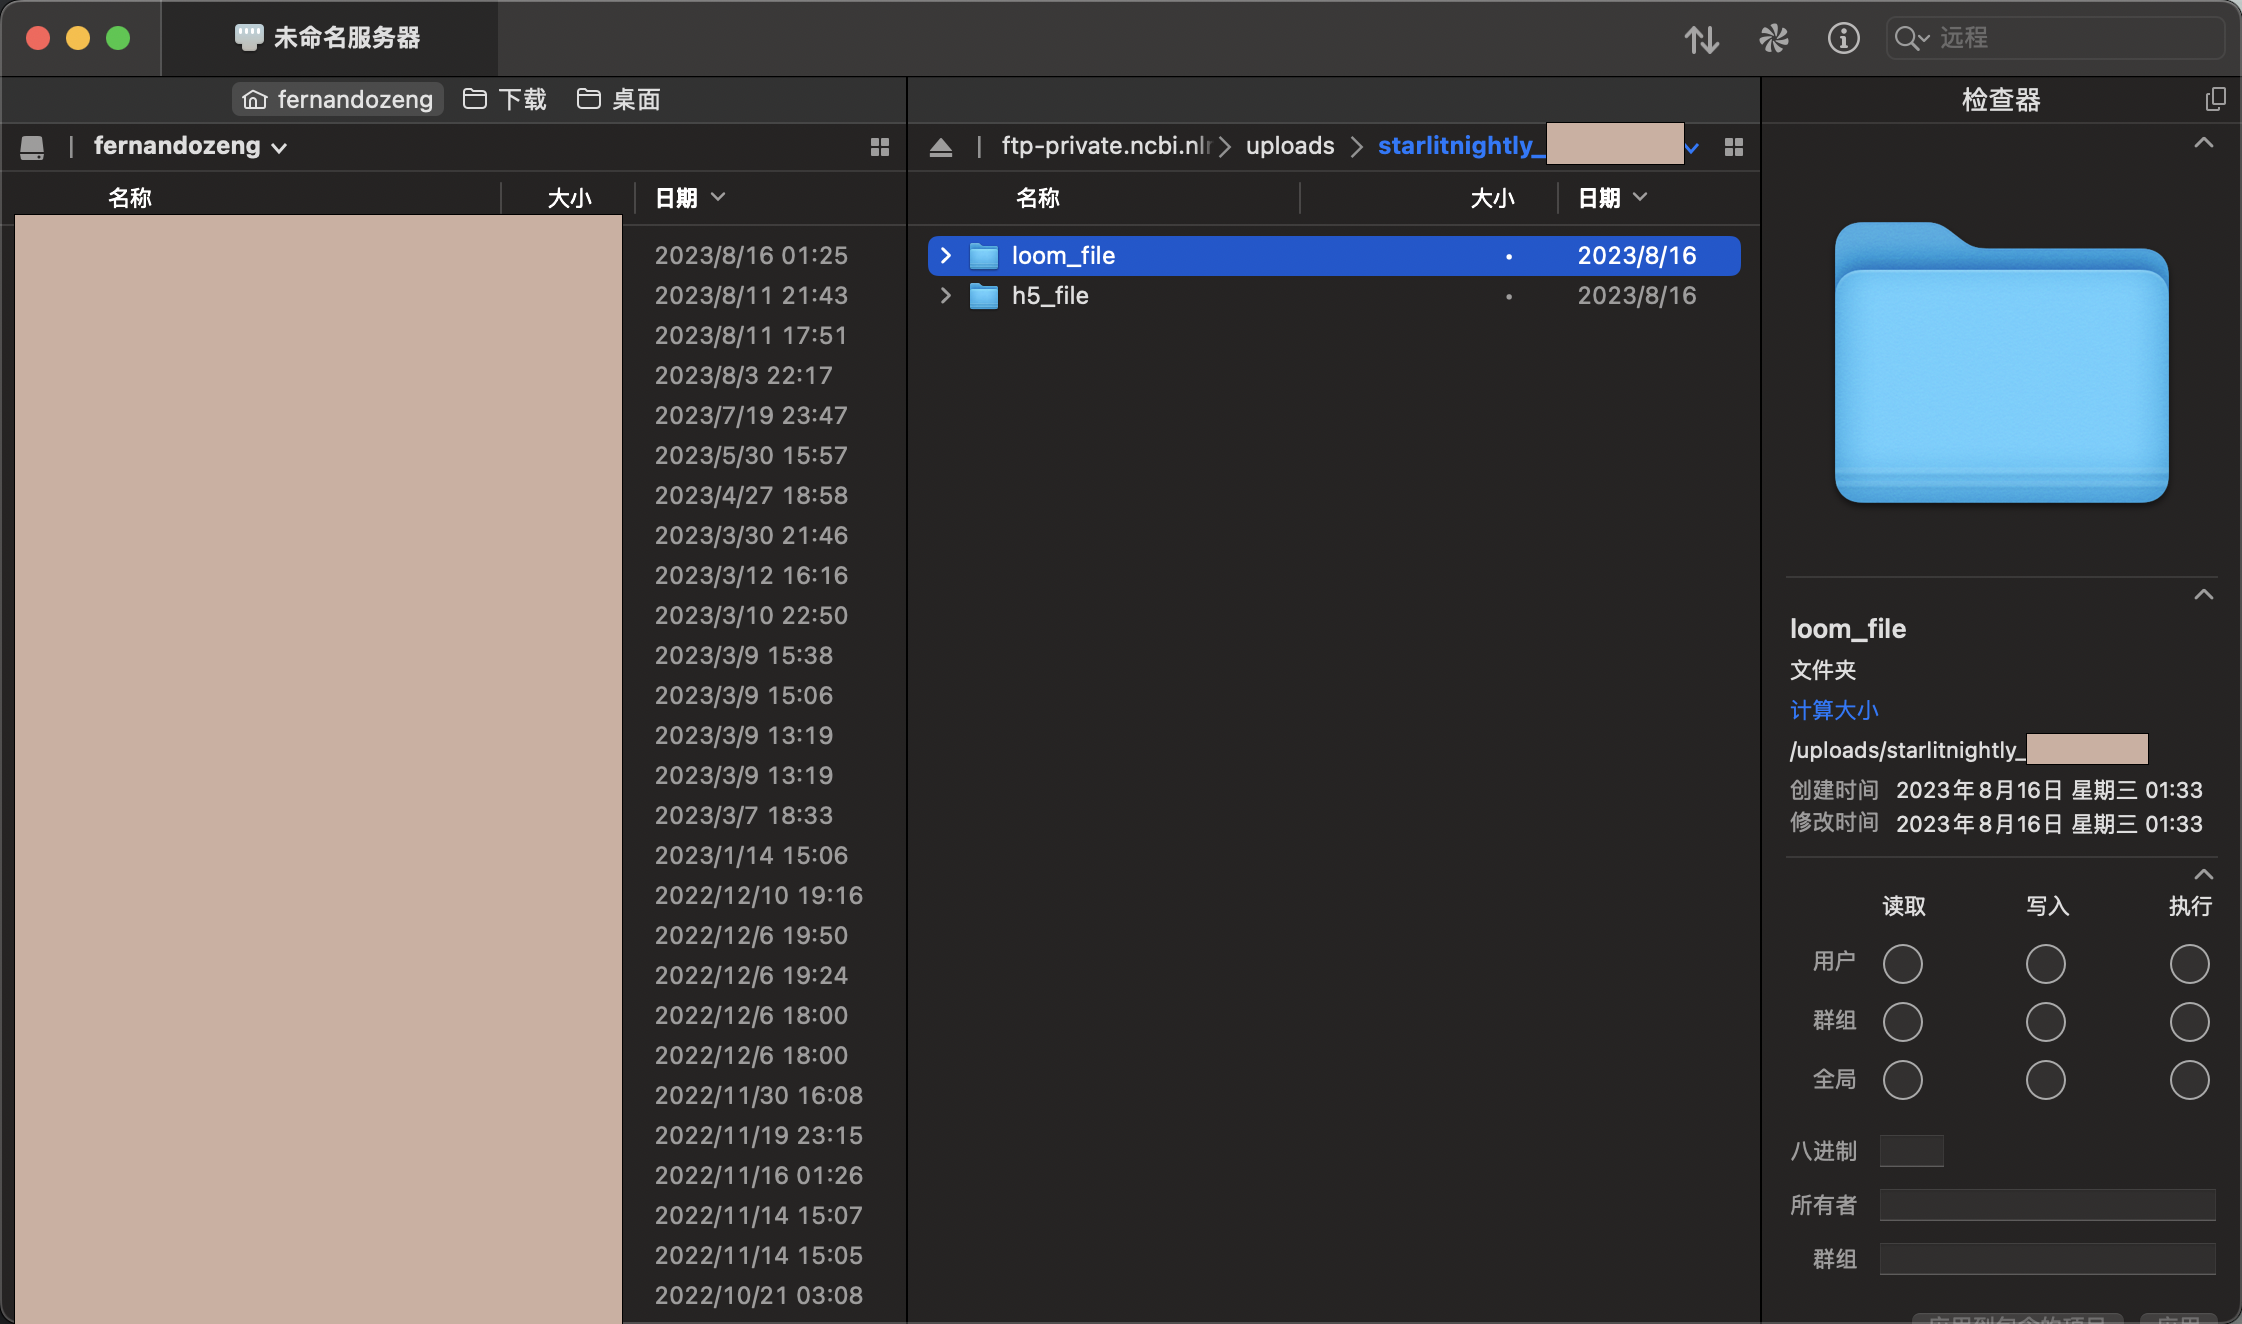 未命名服务器
远程
fernandozeng 下载 桌面
检查器
fernandozeng
ftp-private.ncbi.nlr uploads starlitnightly_
名称 大小 日期
名称 大小 日期
2023/8/16 01:25
2023/8/11 21:43
2023/8/11 17:51
2023/8/3 22:17
2023/7/19 23:47
2023/5/30 15:57
2023/4/27 18:58
2023/3/30 21:46
2023/3/12 16:16
2023/3/10 22:50
2023/3/9 15:38
2023/3/9 15:06
2023/3/9 13:19
2023/3/9 13:19
2023/3/7 18:33
2023/1/14 15:06
2022/12/10 19:16
2022/12/6 19:50
2022/12/6 19:24
2022/12/6 18:00
2022/12/6 18:00
2022/11/30 16:08
2022/11/19 23:15
2022/11/16 01:26
2022/11/14 15:07
2022/11/14 15:05
2022/10/21 03:08
loom_file 2023/8/16
h5_file 2023/8/16
loom_file
文件夹
计算大小
/uploads/starlitnightly_
创建时间 2023年8月16日 星期三 01:33
修改时间 2023年8月16日 星期三 01:33
读取 写入 执行
用户
群组
全局
八进制
所有者
群组